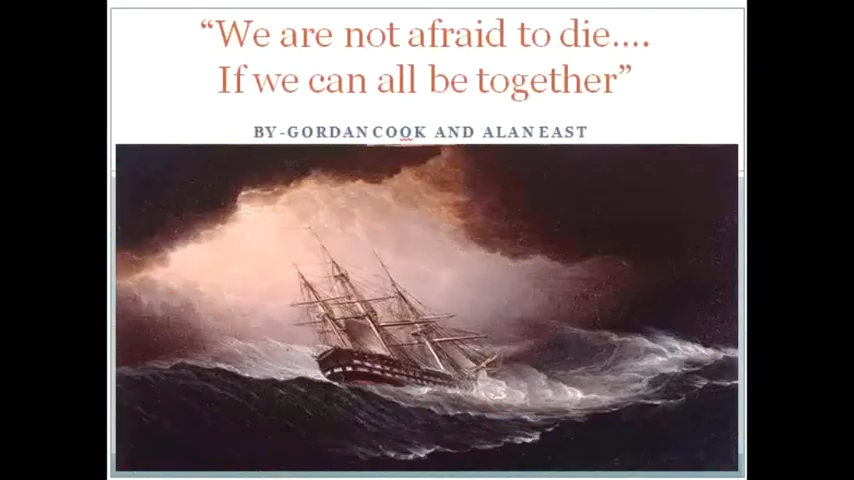 “We are not afraid to die....
If we can all be together”
BY-GORDAN COOK AND ALAN EAST